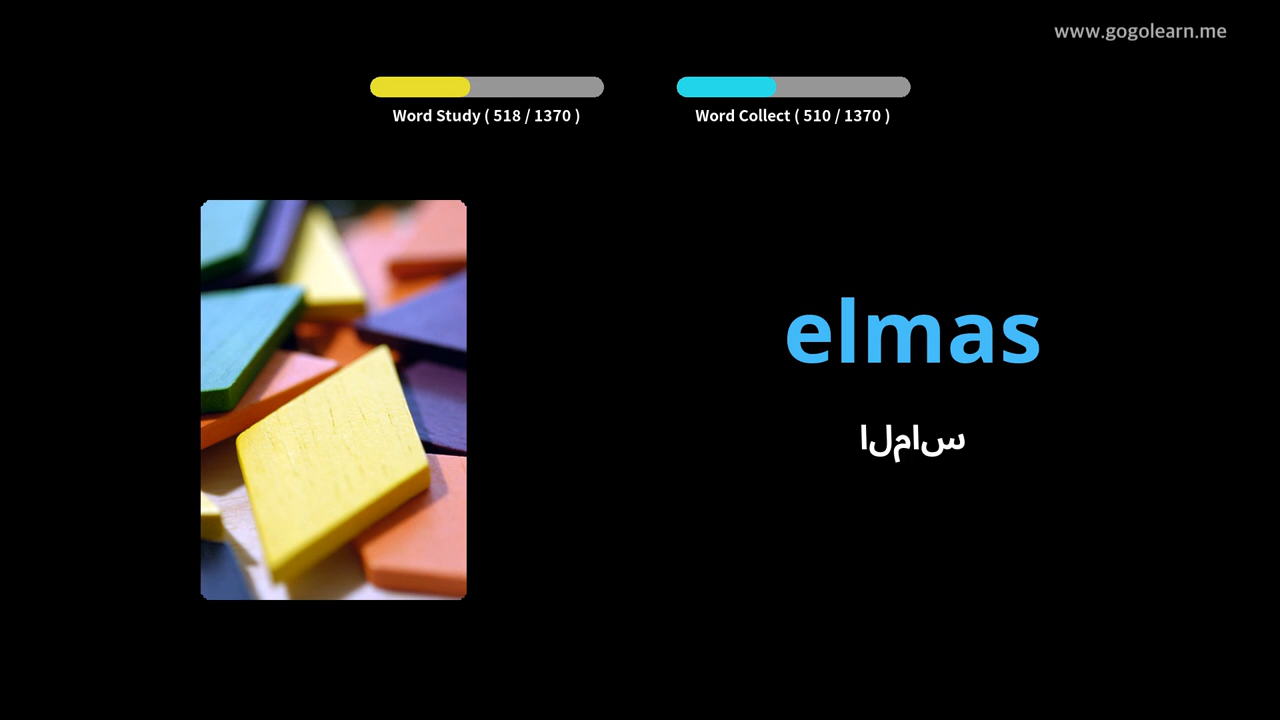 www.gogolearn.me
Word Study ( 518 / 1370 )
Word Collect ( 510 / 1370 )
elmas
الماس